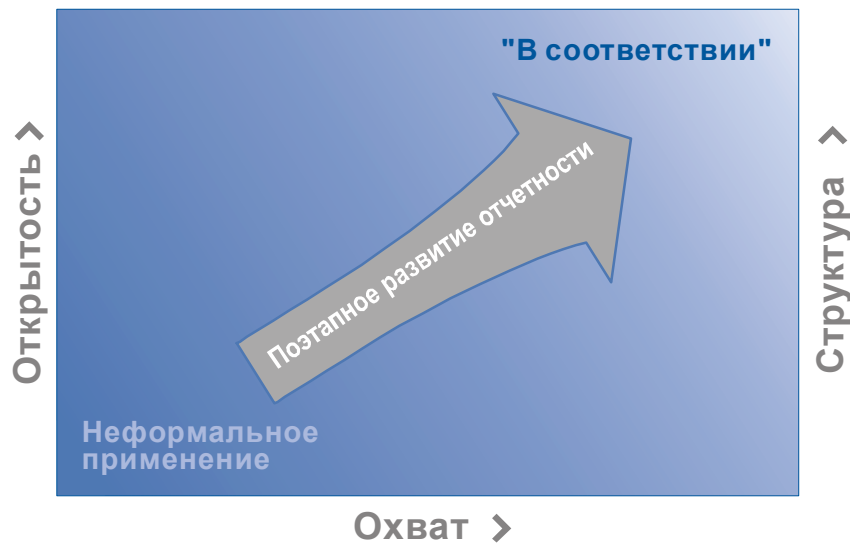 "В соответствии"
Открытость
Поэтапное развитие отчетности
Структура
Неформальное
применение
Охват